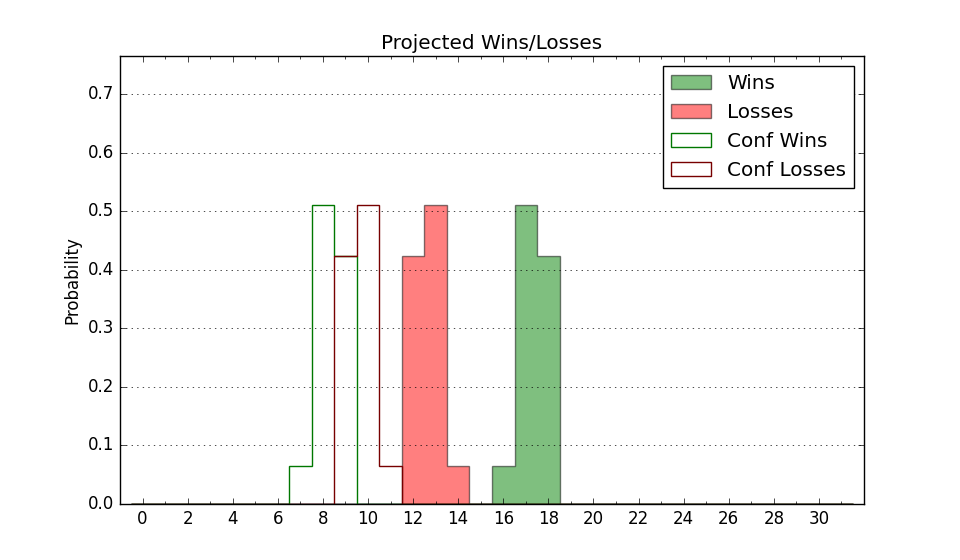 Projected Wins/Losses
Wins
Losses
Conf Wins
Conf Losses
Probability
0.7
0.6
0.5
0.4
0.3
0.2
0.1
0.0
0 2 4 6 8 10 12 14 16 18 20 22 24 26 28 30